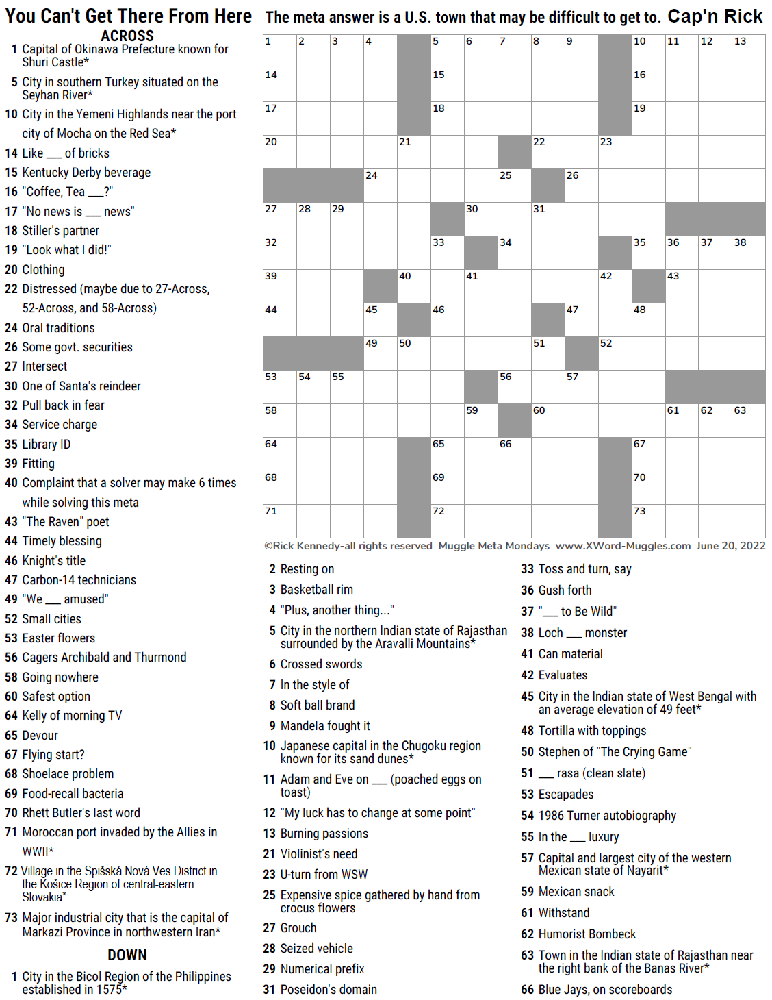 You Can't Get There From Here The meta answer is a U.S. town that may be difficult to get to. Cap'n Rick
ACROSS
1 Capital of Okinawa Prefecture known for
Shuri Castle*
5 City in southern Turkey situated on the
Seyhan River*
10 City in the Yemeni Highlands near the port
city of Mocha on the Red Sea*
14 Like ___ of bricks
15 Kentucky Derby beverage
16 "Coffee, Tea ___?"
17 "No news is ___ news"
18 Stiller's partner
19 "Look what I did!"
20 Clothing
22 Distressed (maybe due to 27-Across,
52-Across, and 58-Across)
24 Oral traditions
26 Some govt. securities
27 Intersect
30 One of Santa's reindeer
32 Pull back in fear
34 Service charge
35 Library ID
39 Fitting
40 Complaint that a solver may make 6 times
while solving this meta
43 "The Raven" poet
44 Timely blessing
46 Knight's title
47 Carbon-14 technicians
49 "We ___ amused"
52 Small cities
53 Easter flowers
56 Cagers Archibald and Thurmond
58 Going nowhere
60 Safest option
64 Kelly of morning TV
65 Devour
67 Flying start?
68 Shoelace problem
69 Food-recall bacteria
70 Rhett Butler's last word
71 Moroccan port invaded by the Allies in
WWII*
72 Village in the Spišská Nová Ves District in
the Košice Region of central-eastern
Slovakia*
73 Major industrial city that is the capital of
Markazi Province in northwestern Iran*
DOWN
1 City in the Bicol Region of the Philippines
established in 1575*
1 2 3 4 5 6 7 8 9 10 11 12 13
14 15 16
17 18 19
20 21 22 23
24 25 26
27 28 29 30 31
32 33 34 35 36 37 38
39 40 41 42 43
44 45 46 47 48
49 50 51 52
53 54 55 56 57
58 59 60 61 62 63
64 65 66 67
68 69 70
71 72 73
©Rick Kennedy-all rights reserved Muggle Meta Mondays www.XWord-Muggles.com June 20, 2022
2 Resting on
3 Basketball rim
4 "Plus, another thing..."
5 City in the northern Indian state of Rajasthan
surrounded by the Aravalli Mountains*
6 Crossed swords
7 In the style of
8 Soft ball brand
9 Mandela fought it
10 Japanese capital in the Chugoku region
known for its sand dunes*
11 Adam and Eve on ___ (poached eggs on
toast)
12 "My luck has to change at some point"
13 Burning passions
21 Violinist's need
23 U-turn from WSW
25 Expensive spice gathered by hand from
crocus flowers
27 Grouch
28 Seized vehicle
29 Numerical prefix
31 Poseidon's domain
33 Toss and turn, say
36 Gush forth
37 "___ to Be Wild"
38 Loch ___ monster
41 Can material
42 Evaluates
45 City in the Indian state of West Bengal with
an average elevation of 49 feet*
48 Tortilla with toppings
50 Stephen of "The Crying Game"
51 ___ rasa (clean slate)
53 Escapades
54 1986 Turner autobiography
55 In the ___ luxury
57 Capital and largest city of the western
Mexican state of Nayarit*
59 Mexican snack
61 Withstand
62 Humorist Bombeck
63 Town in the Indian state of Rajasthan near
the right bank of the Banas River*
66 Blue Jays, on scoreboards